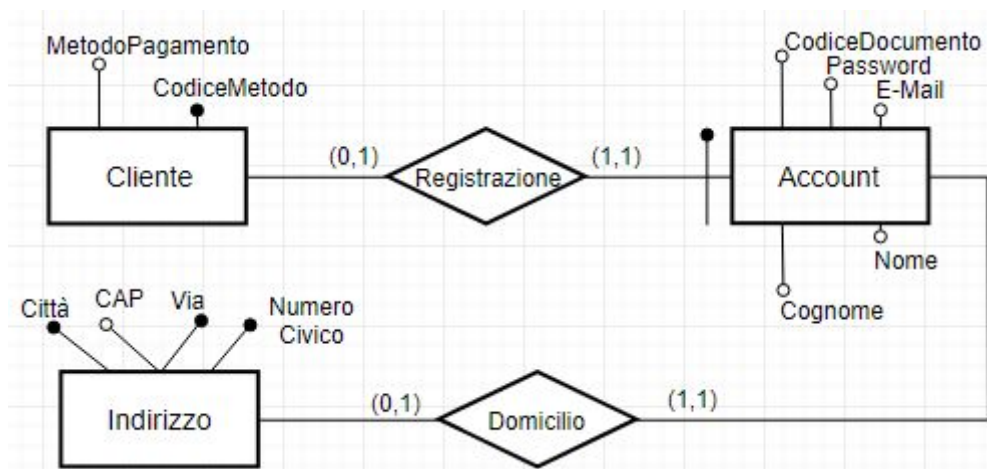 MetodoPagamento
CodiceMetodo
Cliente
(0,1)
Registrazione
(1,1)
CodiceDocumento
Password
E-Mail
Account
Nome
Cognome
Città
CAP
Via
Numero
Civico
Indirizzo
(0,1)
Domicilio
(1,1)